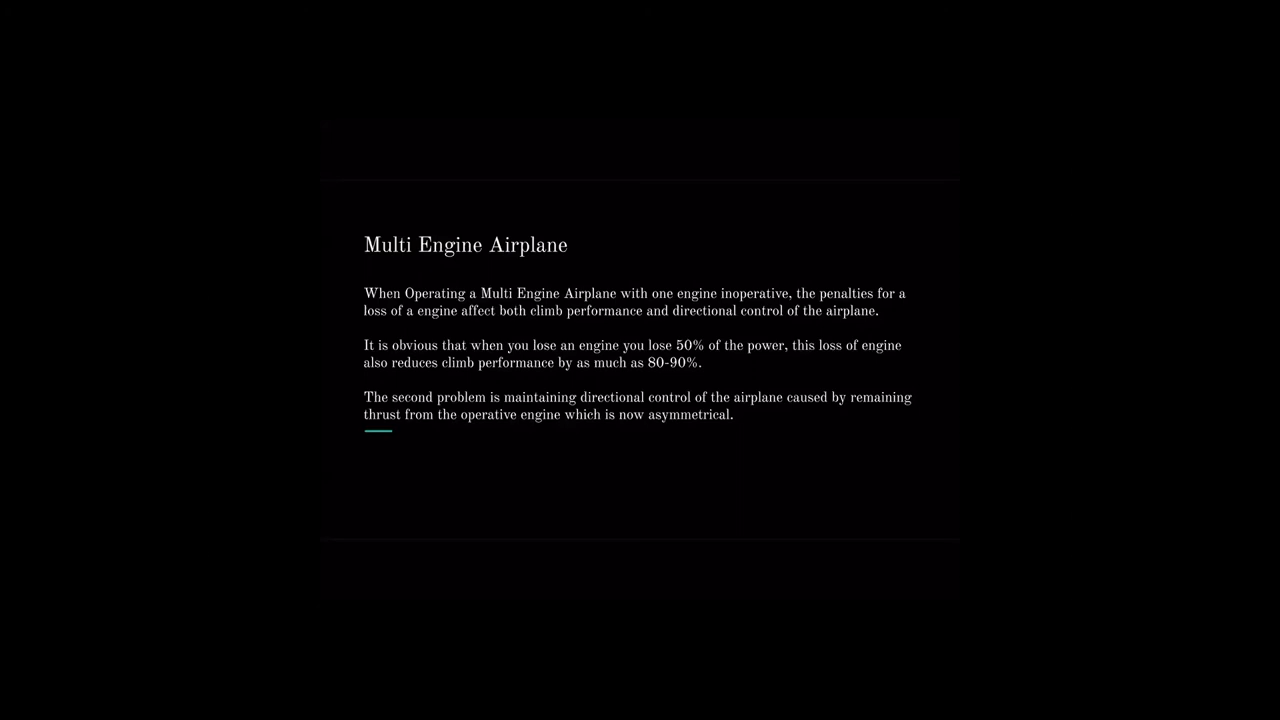 Multi Engine Airplane
When Operating a Multi Engine Airplane with one engine inoperative, the penalties for a
loss of a engine affect both climb performance and directional control of the airplane.
It is obvious that when you lose an engine you lose 50% of the power, this loss of engine
also reduces climb performance by as much as 80-90%.
The second problem is maintaining directional control of the airplane caused by remaining
thrust from the operative engine which is now asymmetrical.